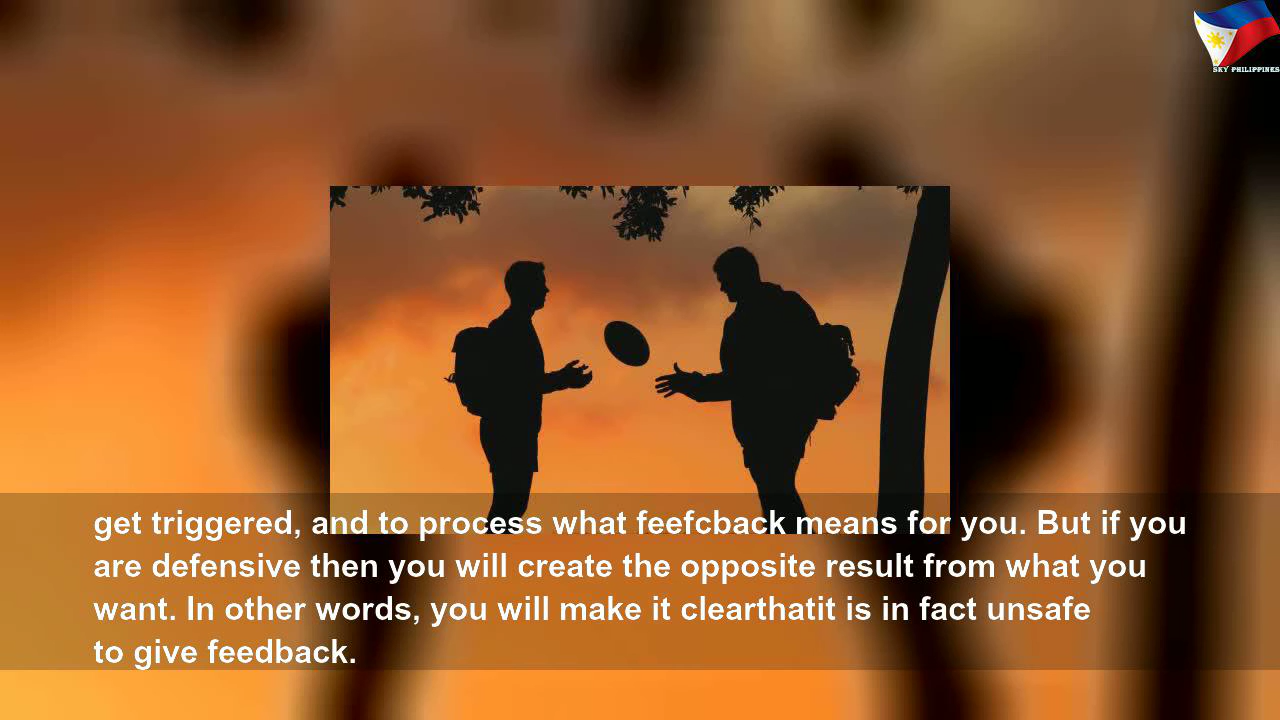 SKY PHILIPPINES
get triggered, and to process what feefcback means for you. But if you
are defensive then you will create the opposite result from what you
want. In other words, you will make it clearthatit is in fact unsafe
to give feedback.